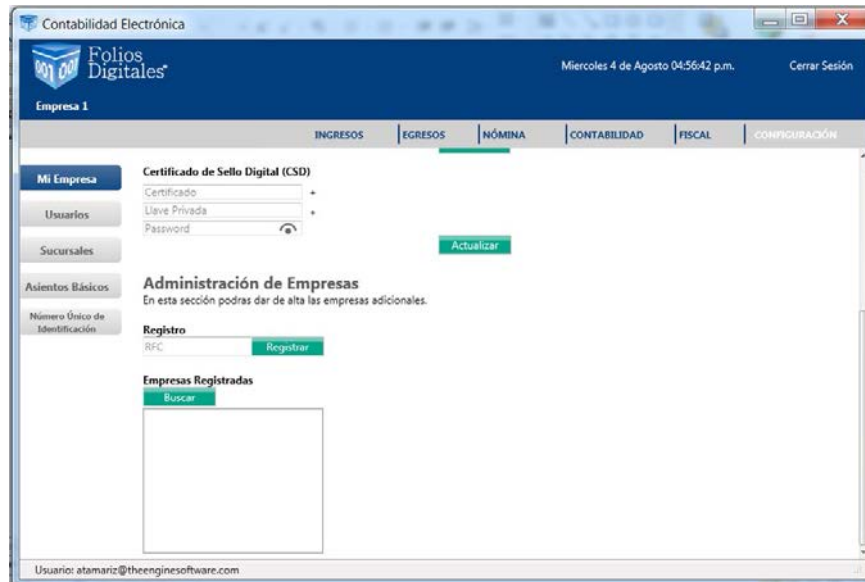 Contabilidad Electrónica
Folios
Digitales
Miercoles 4 de Agosto 04:56:42 p.m.
Cerrar Sesión
Empresa 1
INGRESOS EGRESOS NÓMINA CONTABILIDAD FISCAL CONFIGURACIÓN
Mi Empresa
Usuarios
Sucursales
Asientos Básicos
Número Único de
Identificación
Certificado de Sello Digital (CSD)
Certificado +
Llave Privada +
Password
Actualizar
Administración de Empresas
En esta sección podras dar de alta las empresas adicionales.
Registro
RFC Registrar
Empresas Registradas
Buscar
Usuario: atamariz@theenginesoftware.com